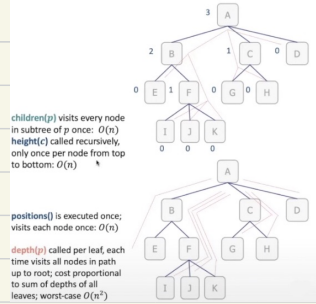 3
A
2
B
1
C
0
D
0
E
1
F
0
G
0
H
I
J
K
0
0
0
children(p) visits every node
in subtree of p once: O(n)
height(c) called recursively,
only once per node from top
to bottom: O(n)
A
B
C
D
E
F
G
H
I
J
K
positions() is executed once;
visits each node once: O(n)
depth(p) called per leaf, each
time visits all nodes in path
up to root; cost proportional
to sum of depths of all
leaves; worst-case O(n²)